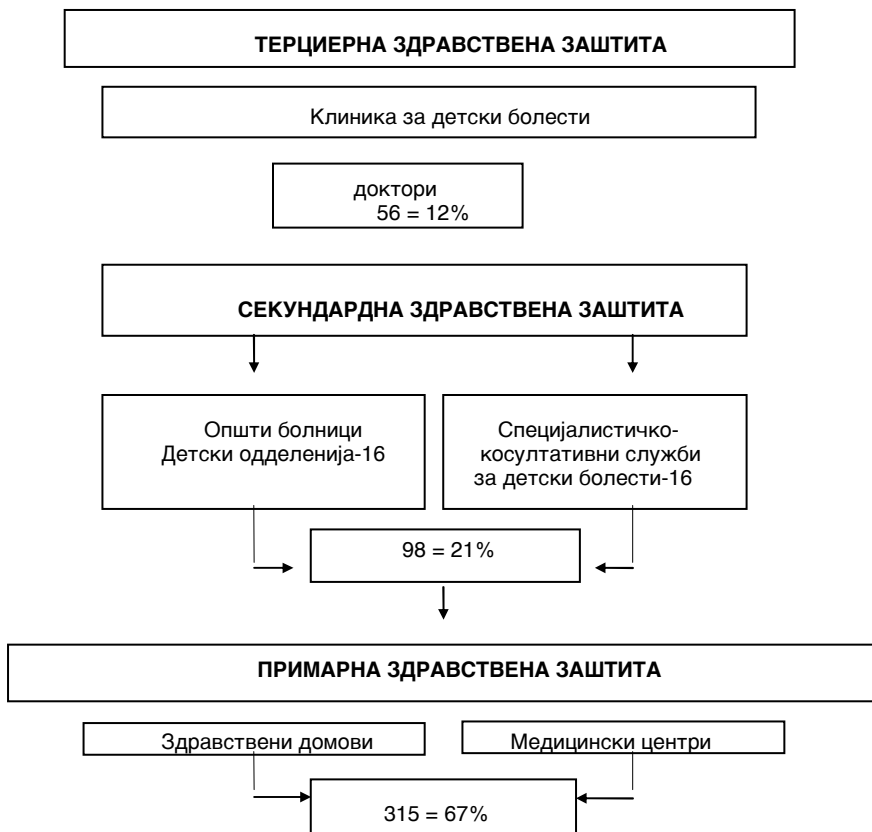 ТЕРЦИЕРНА ЗДРАВСТВЕНА ЗАШТИТА
Клиника за детски болести
доктори
56 = 12%
СЕКУНДАРДНА ЗДРАВСТВЕНА ЗАШТИТА
Општи болници
Детски одделенија-16
Специјалистичко-
косултативни служби
за детски болести-16
98 = 21%
ПРИМАРНА ЗДРАВСТВЕНА ЗАШТИТА
Здравствени домови
Медицински центри
315 = 67%